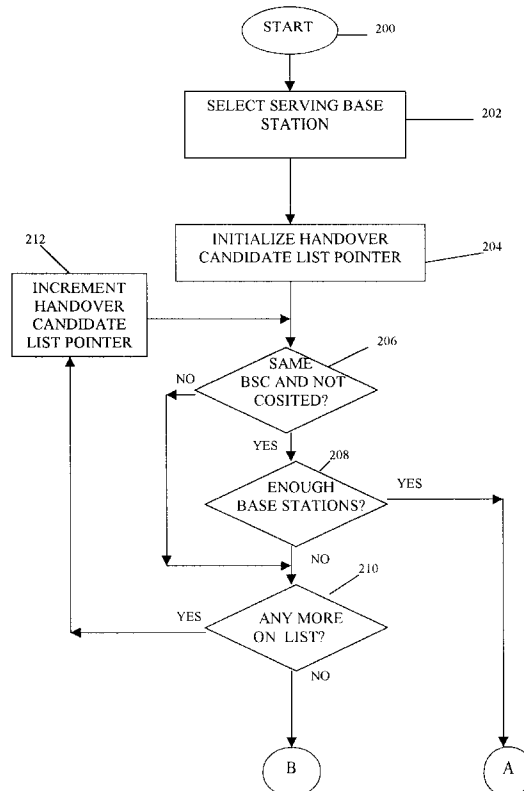 START
200
SELECT SERVING BASE
STATION
202
INITIALIZE HANDOVER
CANDIDATE LIST POINTER
204
212
INCREMENT
HANDOVER
CANDIDATE
LIST POINTER
206
SAME
BSC AND NOT
COSITED?
NO
YES
208
ENOUGH
BASE STATIONS?
YES
NO
210
ANY MORE
ON LIST?
YES
NO
B
A